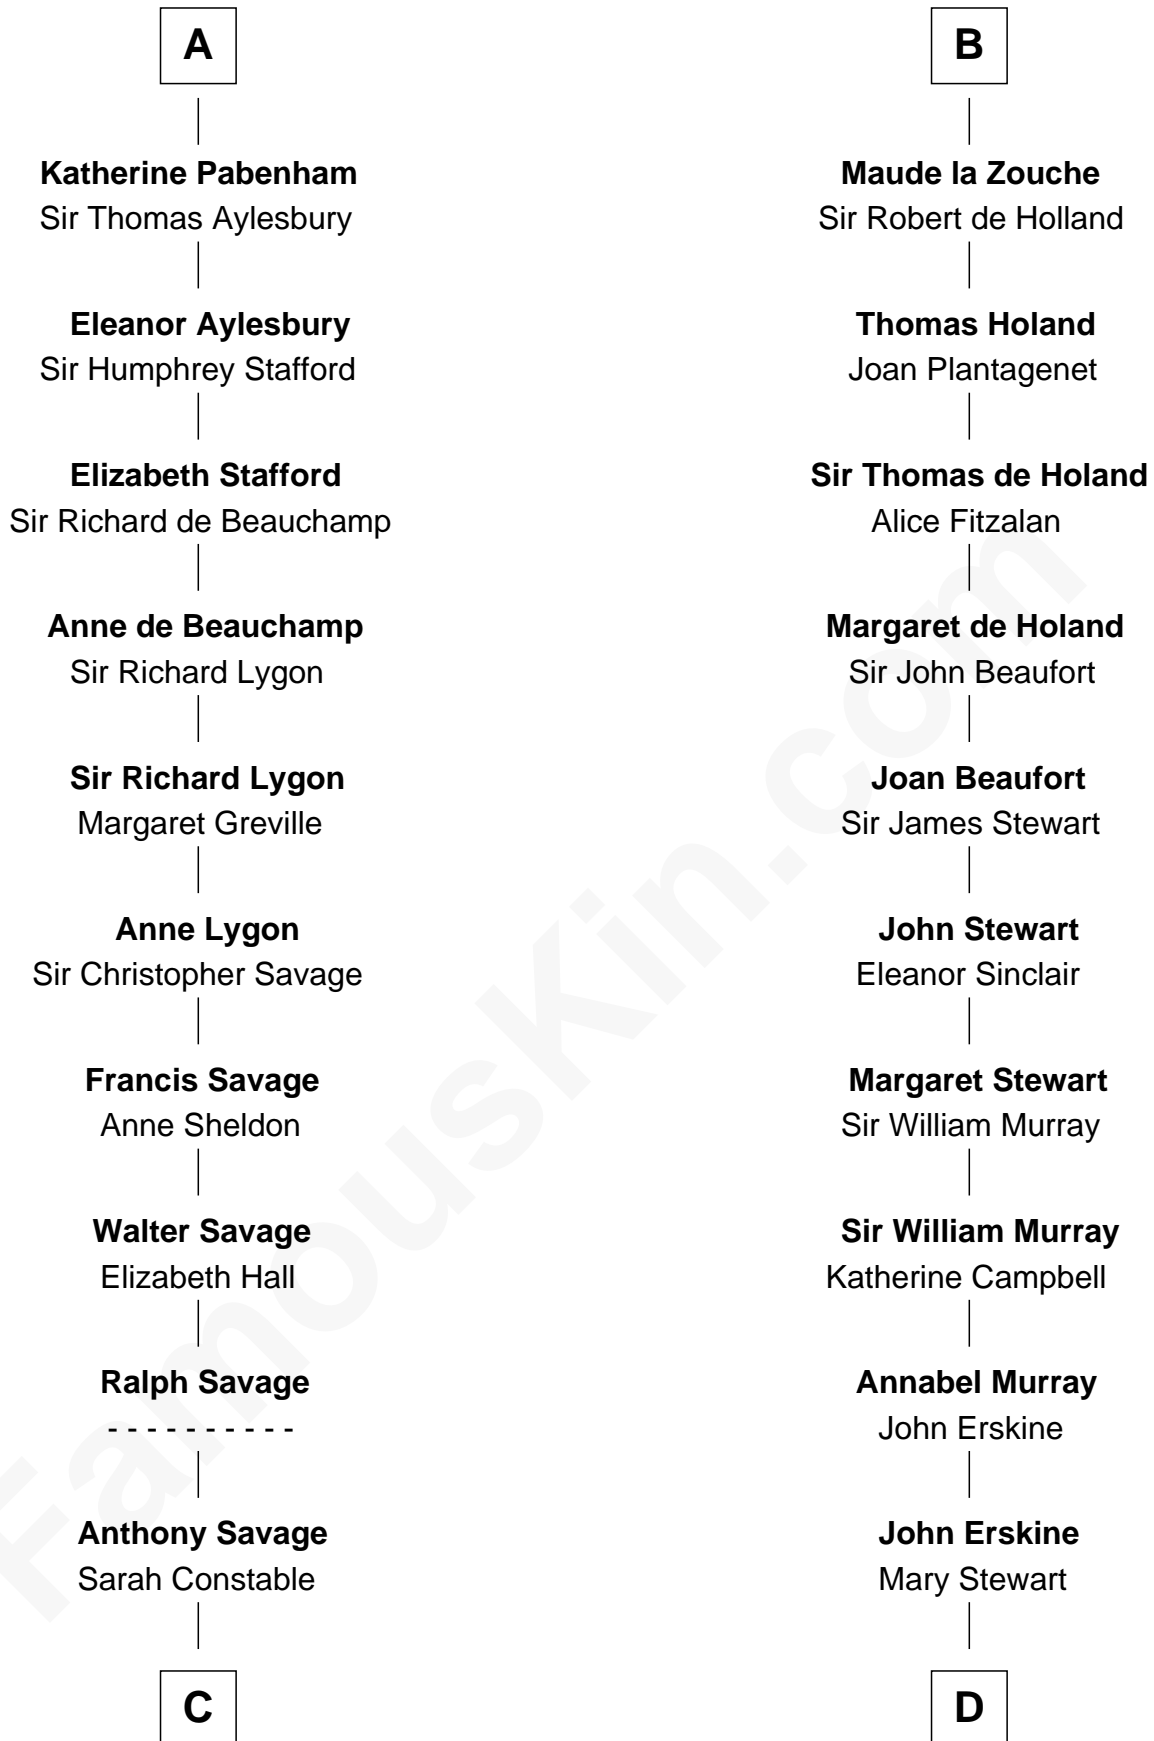 A
Katherine Pabenham
Sir Thomas Aylesbury
Eleanor Aylesbury
Sir Humphrey Stafford
Elizabeth Stafford
Sir Richard de Beauchamp
Anne de Beauchamp
Sir Richard Lygon
Sir Richard Lygon
Margaret Greville
Anne Lygon
Sir Christopher Savage
Francis Savage
Anne Sheldon
Walter Savage
Elizabeth Hall
Ralph Savage
- - - - - - - - - -
Anthony Savage
Sarah Constable
C
B
Maude la Zouche
Sir Robert de Holland
Thomas Holand
Joan Plantagenet
Sir Thomas de Holand
Alice Fitzalan
Margaret de Holand
Sir John Beaufort
Joan Beaufort
Sir James Stewart
John Stewart
Eleanor Sinclair
Margaret Stewart
Sir William Murray
Sir William Murray
Katherine Campbell
Annabel Murray
John Erskine
John Erskine
Mary Stewart
D
FamousKin.com